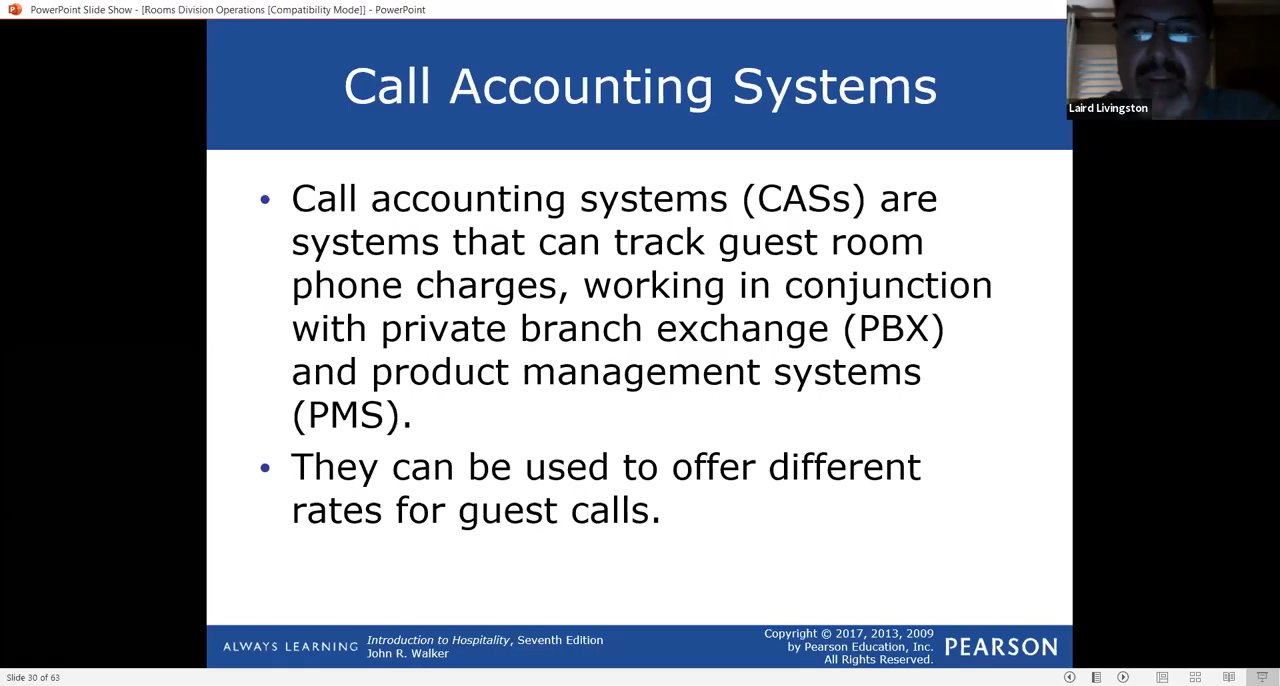 PowerPoint Slide Show - [Rooms Division Operations [Compatibility Mode]] - PowerPoint
Laird Livingston
Call Accounting Systems
• Call accounting systems (CASs) are
systems that can track guest room
phone charges, working in conjunction
with private branch exchange (PBX)
and product management systems
(PMS).
• They can be used to offer different
rates for guest calls.
ALWAYS LEARNING
Introduction to Hospitality, Seventh Edition
John R. Walker
Copyright © 2017, 2013, 2009
by Pearson Education, Inc.
All Rights Reserved.
PEARSON
Slide 30 of 63